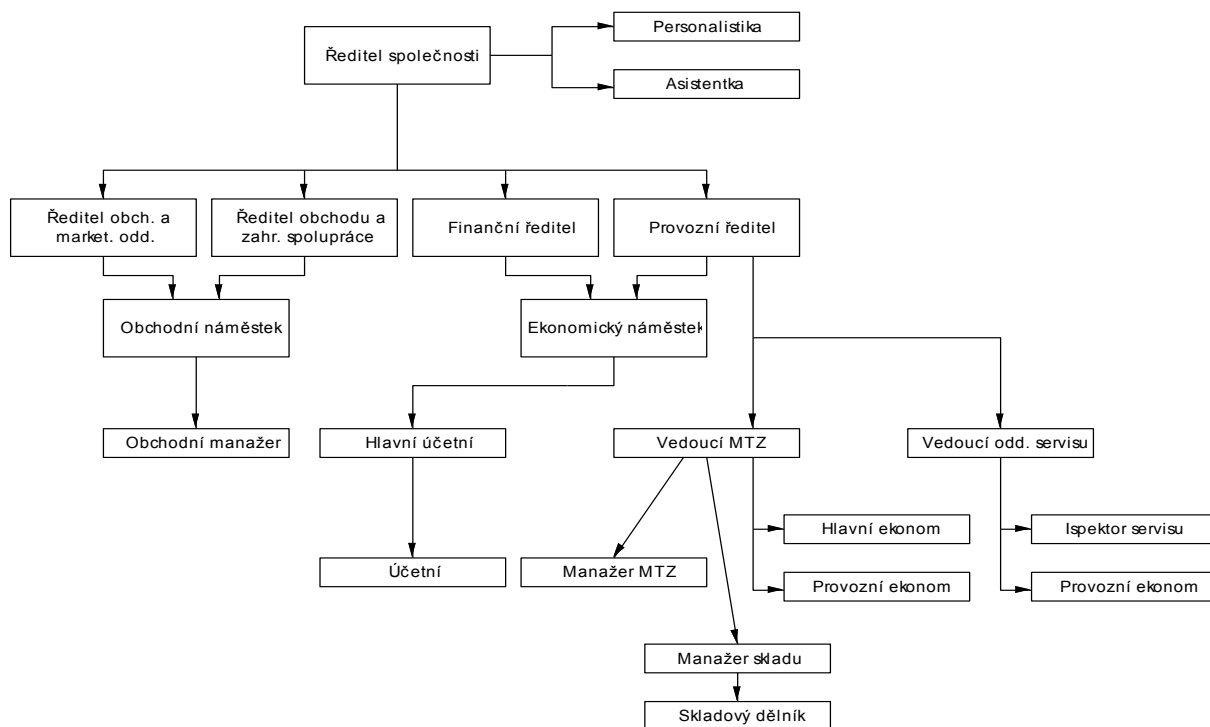 Personalistika
Ředitel společnosti
Asistentka
Ředitel obch. a
market. odd.
Ředitel obchodu a
zahr. spolupráce
Finanční ředitel
Provozní ředitel
Obchodní náměstek
Ekonomický náměstek
Obchodní manažer
Hlavní účetní
Vedoucí MTZ
Vedoucí odd. servisu
Hlavní ekonom
Ispektor servisu
Účetní
Manažer MTZ
Provozní ekonom
Provozní ekonom
Manažer skladu
Skladový dělník